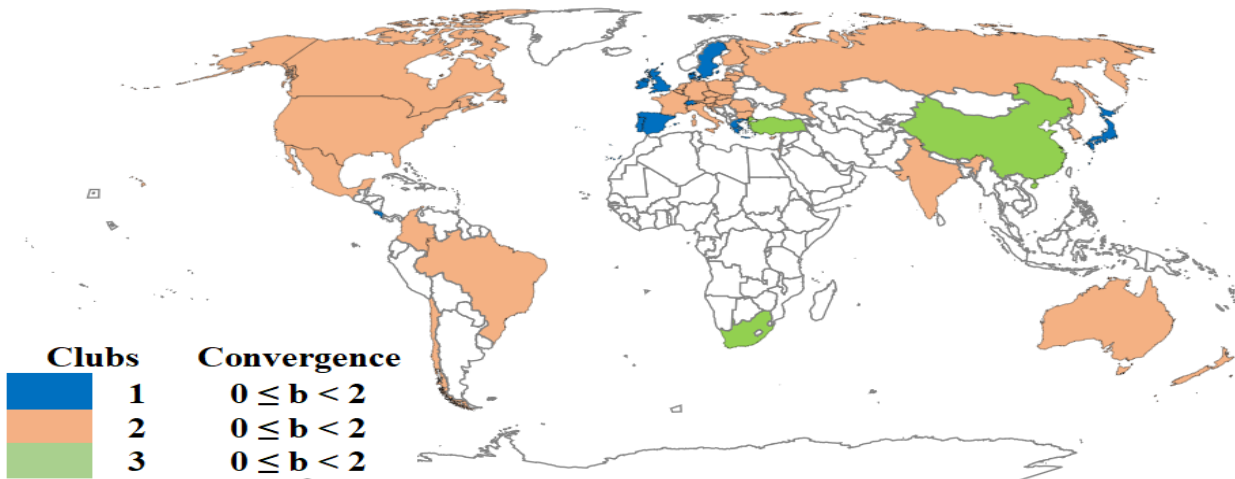 Clubs Convergence
1 0 ≤ b < 2
2 0 ≤ b < 2
3 0 ≤ b < 2